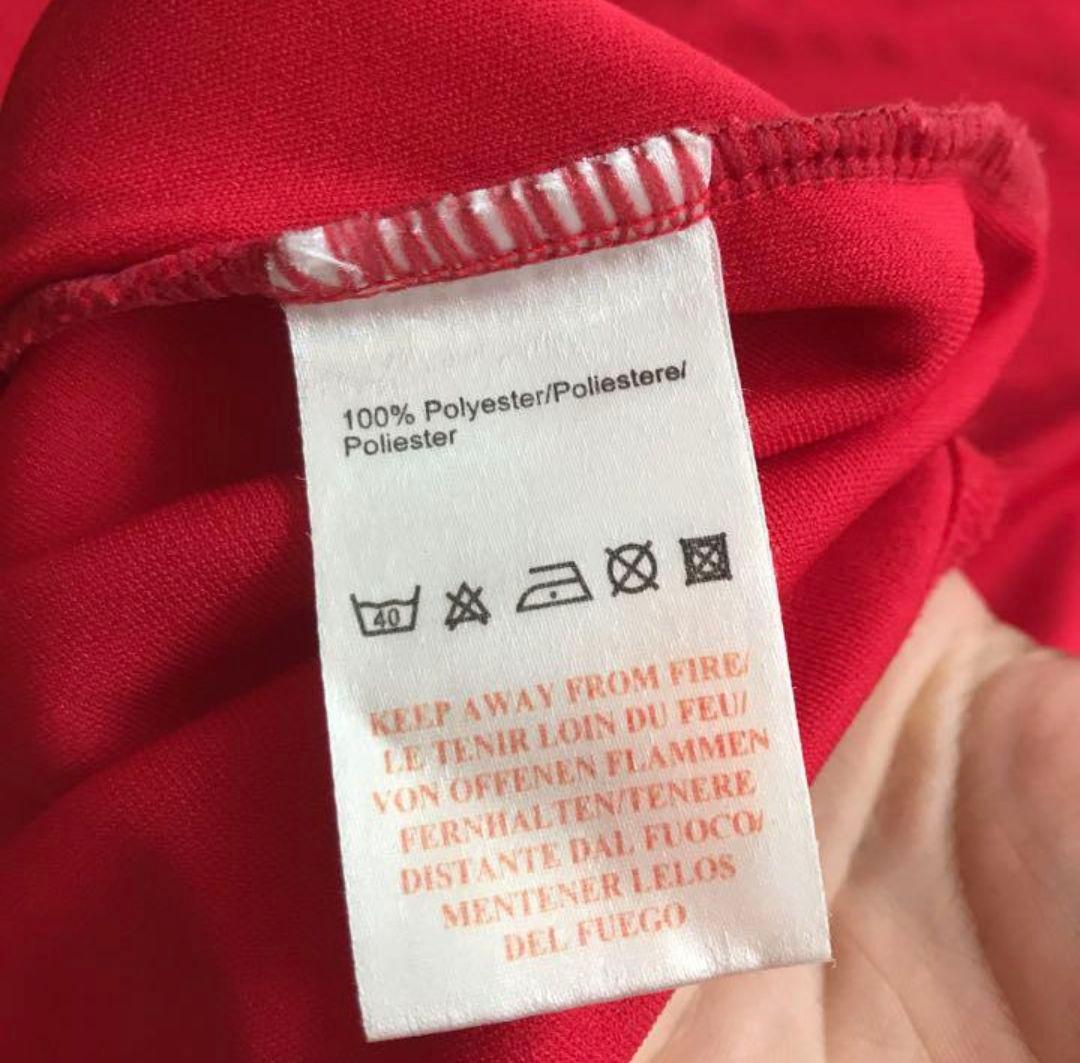 100% Polyester/Poliestere/
Poliester
40
KEEP AWAY FROM FIRE/
LE TENIR LOIN DU FEU/
VON OFFENEN FLAMMEN
FERNHALTEN/TENERE
DISTANTE DAL FUOCO/
MENTENER LELOS
DEL FUEGO